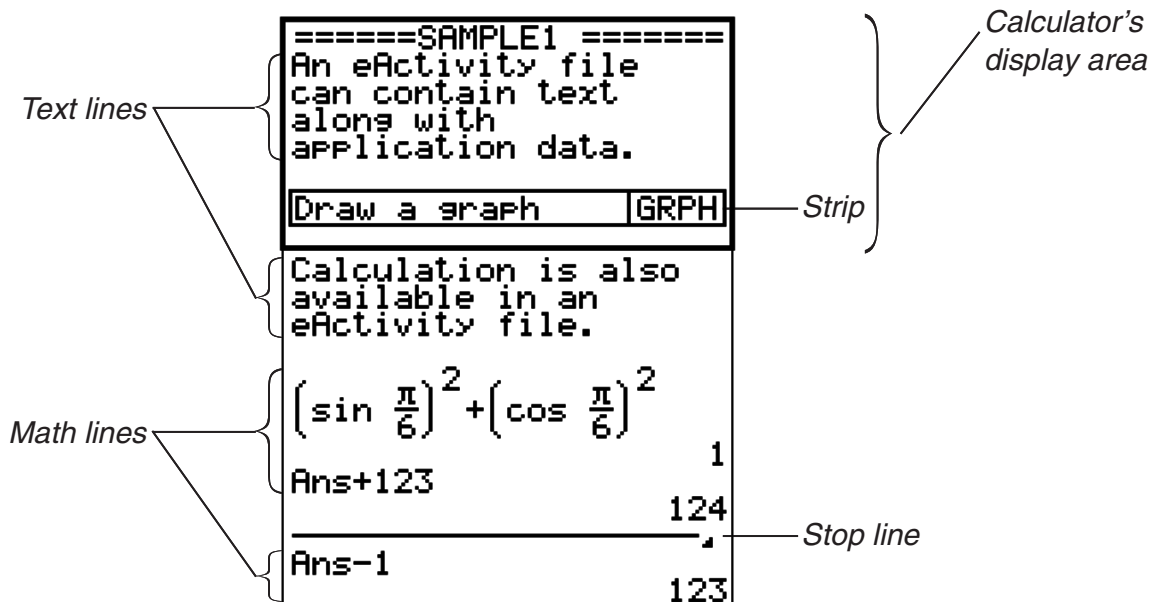 ======SAMPLE1 =======
An eActivity file
can contain text
along with
application data.
Draw a graph GRPH
Calculation is also
available in an
eActivity file.
(sin π/6)²+(cos π/6)²
1
Ans+123
124
Ans-1
123
Text lines
Math lines
Calculator's
display area
Strip
Stop line